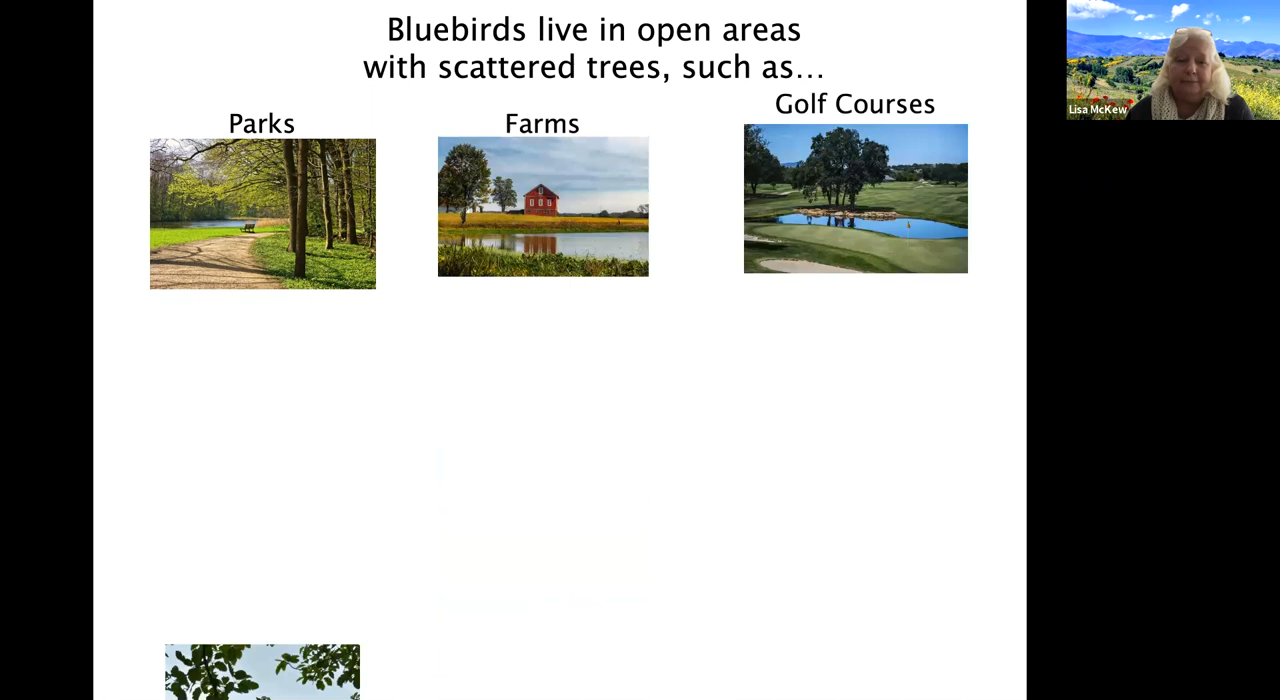 Bluebirds live in open areas
with scattered trees, such as…
Parks
Farms
Golf Courses
Lisa McKew